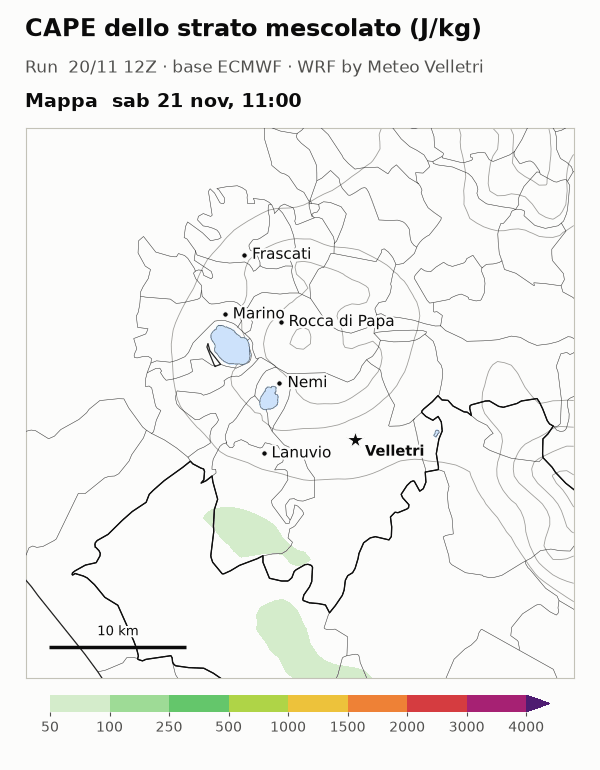 CAPE dello strato mescolato (J/kg)
Run  20/11 12Z · base ECMWF · WRF by Meteo Velletri
Mappa  sab 21 nov, 11:00
Frascati
Marino
Rocca di Papa
Nemi
Velletri
Lanuvio
10 km
50 100 250 500 1000 1500 2000 3000 4000